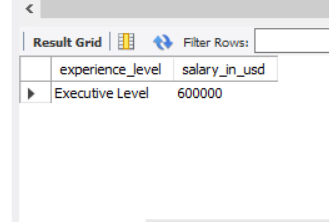 Result Grid Filter Rows:
experience_level salary_in_usd
Executive Level 600000